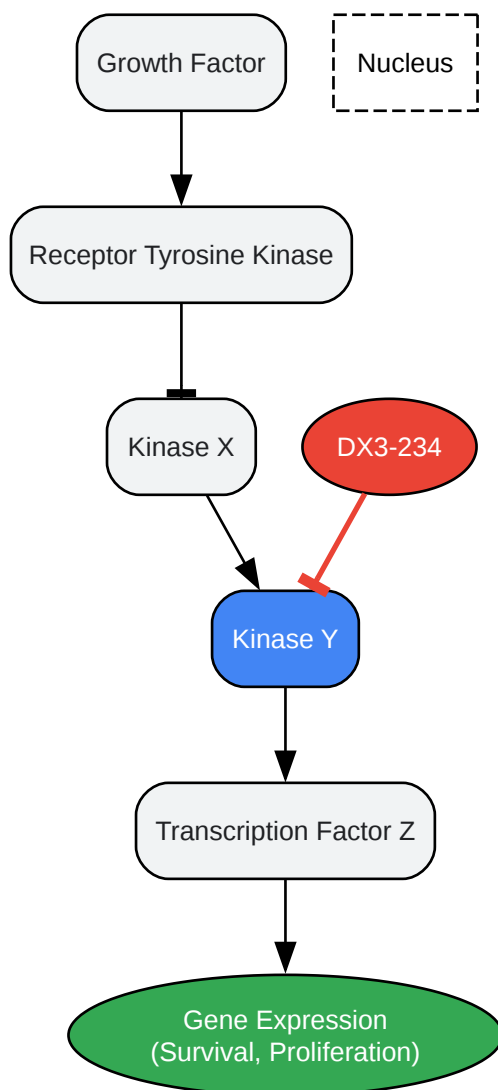 Growth Factor
Nucleus
Receptor Tyrosine Kinase
Kinase X
DX3-234
Kinase Y
Transcription Factor Z
Gene Expression
(Survival, Proliferation)